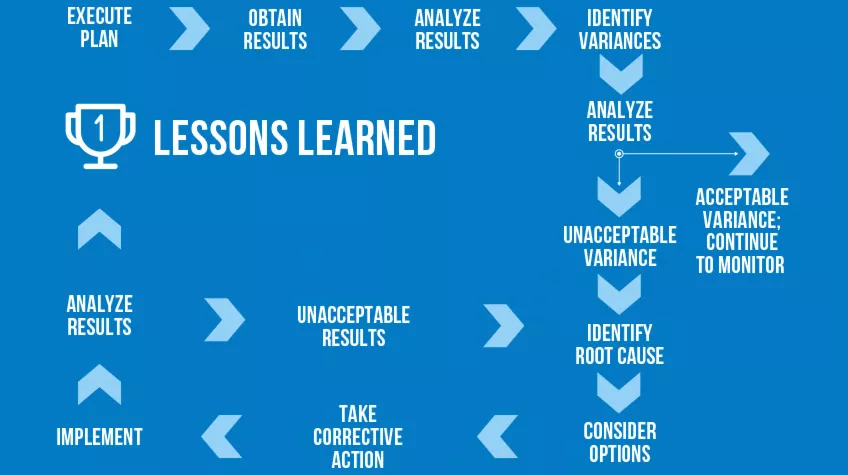 EXECUTE
PLAN
OBTAIN
RESULTS
ANALYZE
RESULTS
IDENTIFY
VARIANCES
ANALYZE
RESULTS
1
LESSONS LEARNED
ACCEPTABLE
VARIANCE;
CONTINUE
TO MONITOR
UNACCEPTABLE
VARIANCE
ANALYZE
RESULTS
UNACCEPTABLE
RESULTS
IDENTIFY
ROOT CAUSE
IMPLEMENT
TAKE
CORRECTIVE
ACTION
CONSIDER
OPTIONS